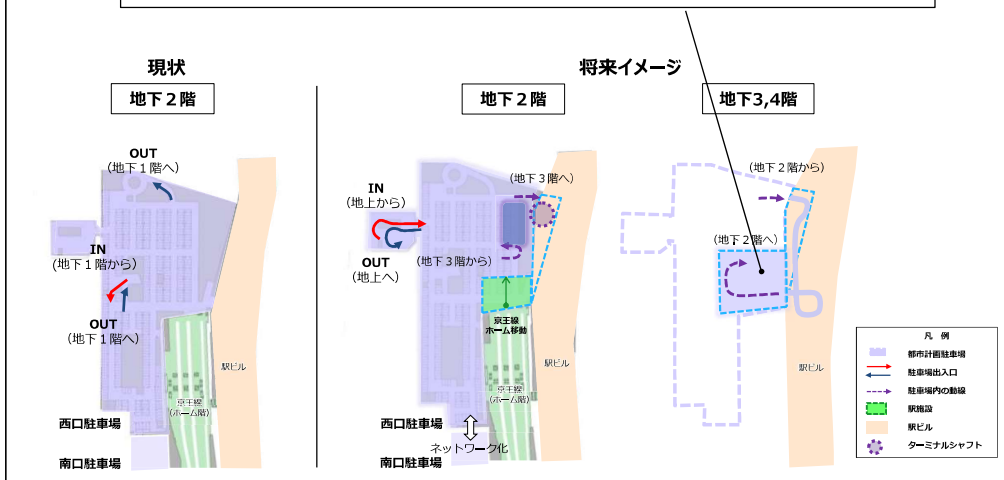 現状
将来イメージ
地下2階
地下2階
地下3,4階
OUT
(地下1階へ)
IN
(地下1階から)
OUT
(地下1階へ)
京王線
(ホーム階)
駅ビル
西口駐車場
南口駐車場
IN
(地上から)
OUT
(地上へ)
(地下3階へ)
(地下3階から)
京王線
ホーム移動
京王線
(ホーム階)
駅ビル
西口駐車場
ネットワーク化
南口駐車場
(地下2階から)
(地下2階へ)
駅ビル
凡 例
都市計画駐車場
駐車場出入口
駐車場内の動線
駅施設
駅ビル
ターミナルシャフト